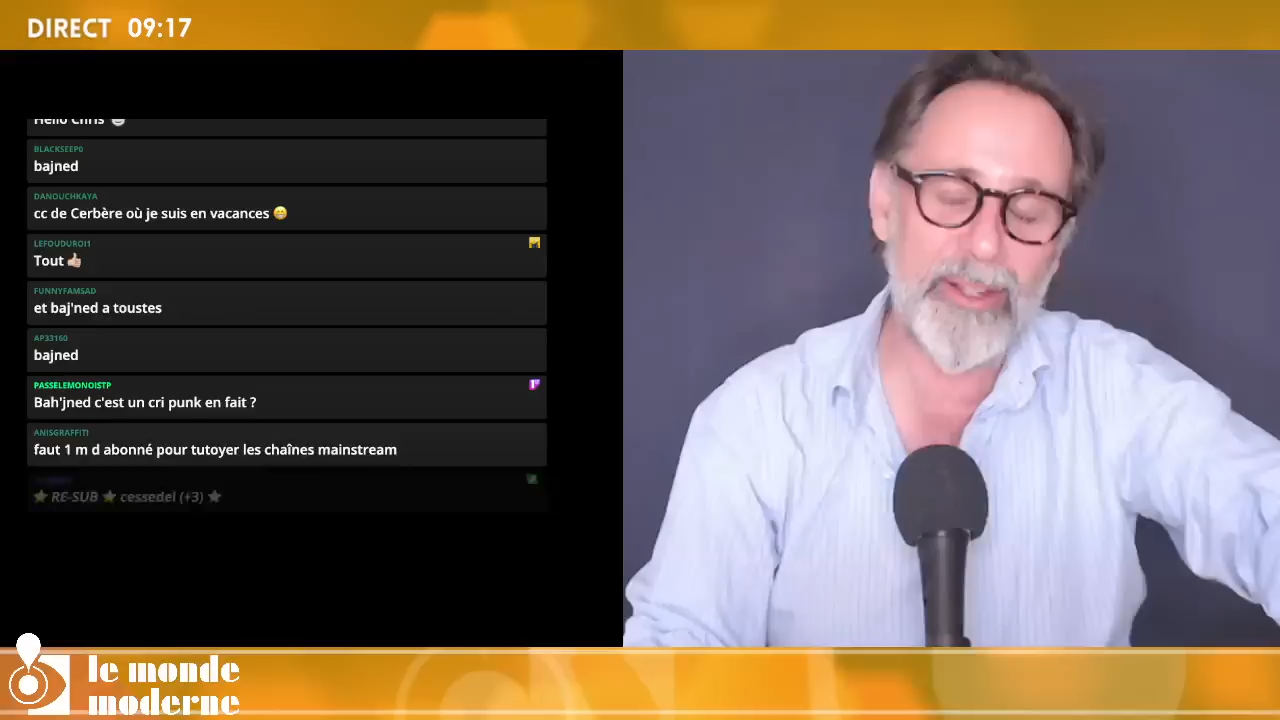 DIRECT 09:17
Hello Chris
BLACKSEEP0
bajned
DANOUCHKAYA
cc de Cerbère où je suis en vacances 😁
LEFOUDUROI1
Tout 👍🏻
FUNNYFAMSAD
et baj'ned a toustes
AP33160
bajned
PASSELEMONOISTP
Bah'jned c'est un cri punk en fait ?
ANISGRAFFITI
faut 1 m d abonné pour tutoyer les chaînes mainstream
⭐ RE-SUB ⭐ cessedel (+3) ⭐
le monde
moderne